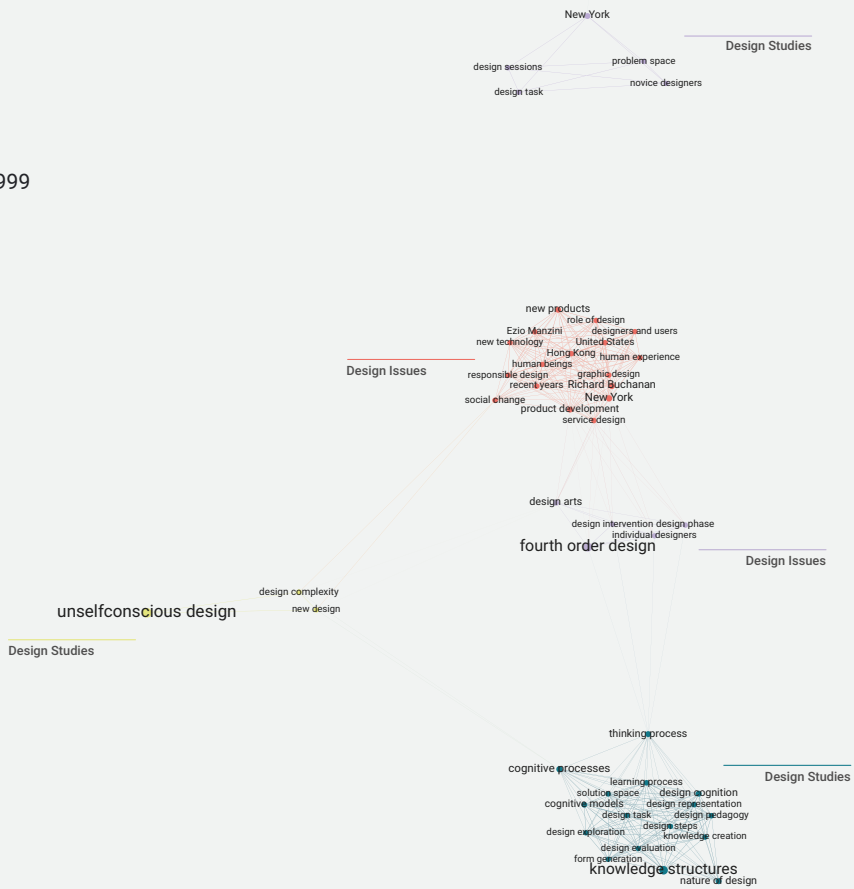 New York
Design Studies
problem space
design sessions
novice designers
design task
999
new products
role of design
Ezio Manzini
designers and users
new technology
United States
Hong Kong
human experience
human beings
Design Issues
responsible design
graphic design
recent years
Richard Buchanan
social change
New York
product development
service design
design arts
design intervention
design phase
individual designers
fourth order design
Design Issues
design complexity
unselfconscious design
new design
Design Studies
thinking process
cognitive processes
Design Studies
learning process
solution space
design cognition
cognitive models
design representation
design task
design pedagogy
design steps
design exploration
knowledge creation
design evaluation
form generation
knowledge structures
nature of design